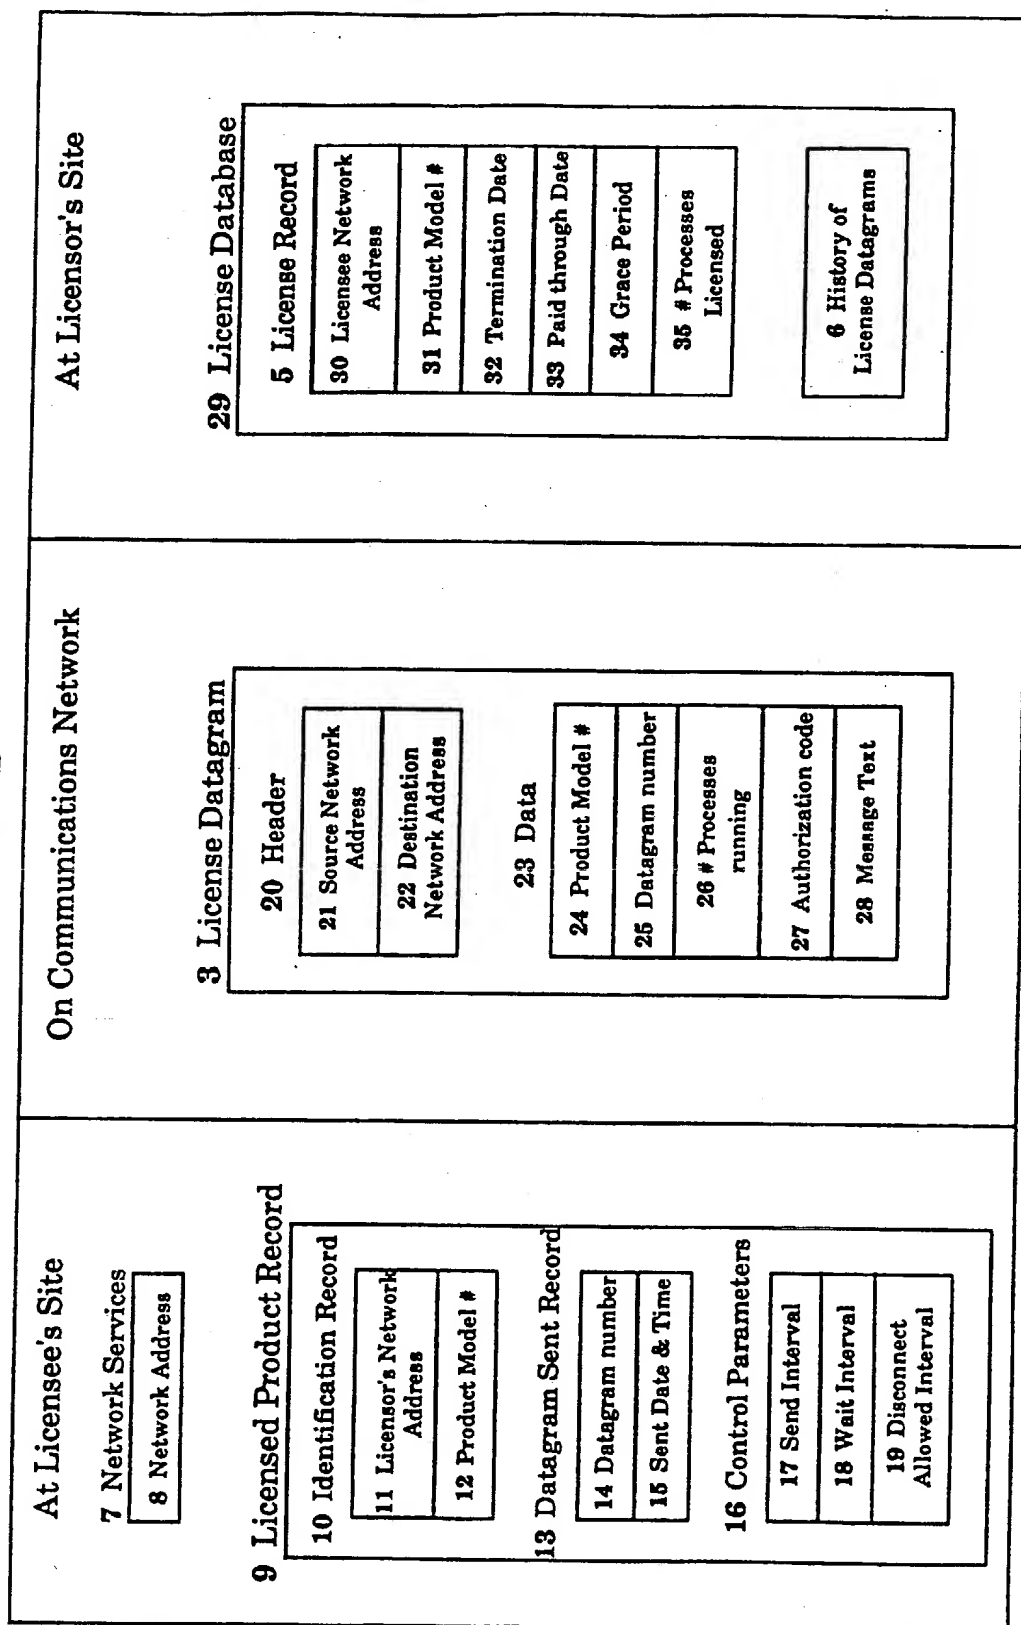 At Licensee's Site
7 Network Services
8 Network Address
9 Licensed Product Record
10 Identification Record
11 Licensor's Network
Address
12 Product Model #
13 Datagram Sent Record
14 Datagram number
15 Sent Date & Time
16 Control Parameters
17 Send Interval
18 Wait Interval
19 Disconnect
Allowed Interval
On Communications Network
3 License Datagram
20 Header
21 Source Network
Address
22 Destination
Network Address
23 Data
24 Product Model #
25 Datagram number
26 # Processes
running
27 Authorization code
28 Message Text
At Licensor's Site
29 License Database
5 License Record
30 Licensee Network
Address
31 Product Model #
32 Termination Date
33 Paid through Date
34 Grace Period
35 # Processes
Licensed
6 History of
License Datagrams